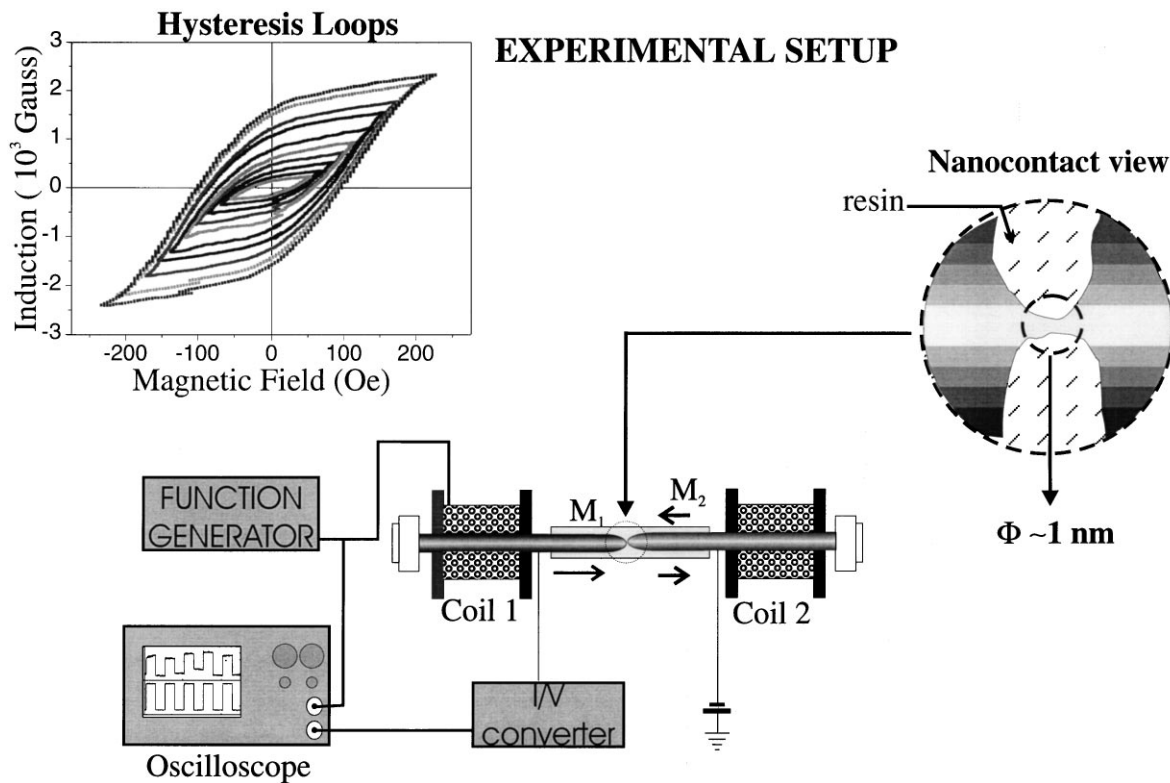 Hysteresis Loops
EXPERIMENTAL SETUP
Induction ( 10³ Gauss)
3
2
1
0
-1
-2
-3
-200 -100 0 100 200
Magnetic Field (Oe)
Nanocontact view
resin
Φ ~1 nm
FUNCTION
GENERATOR
M₁
M₂
Coil 1
Coil 2
I/V
converter
Oscilloscope